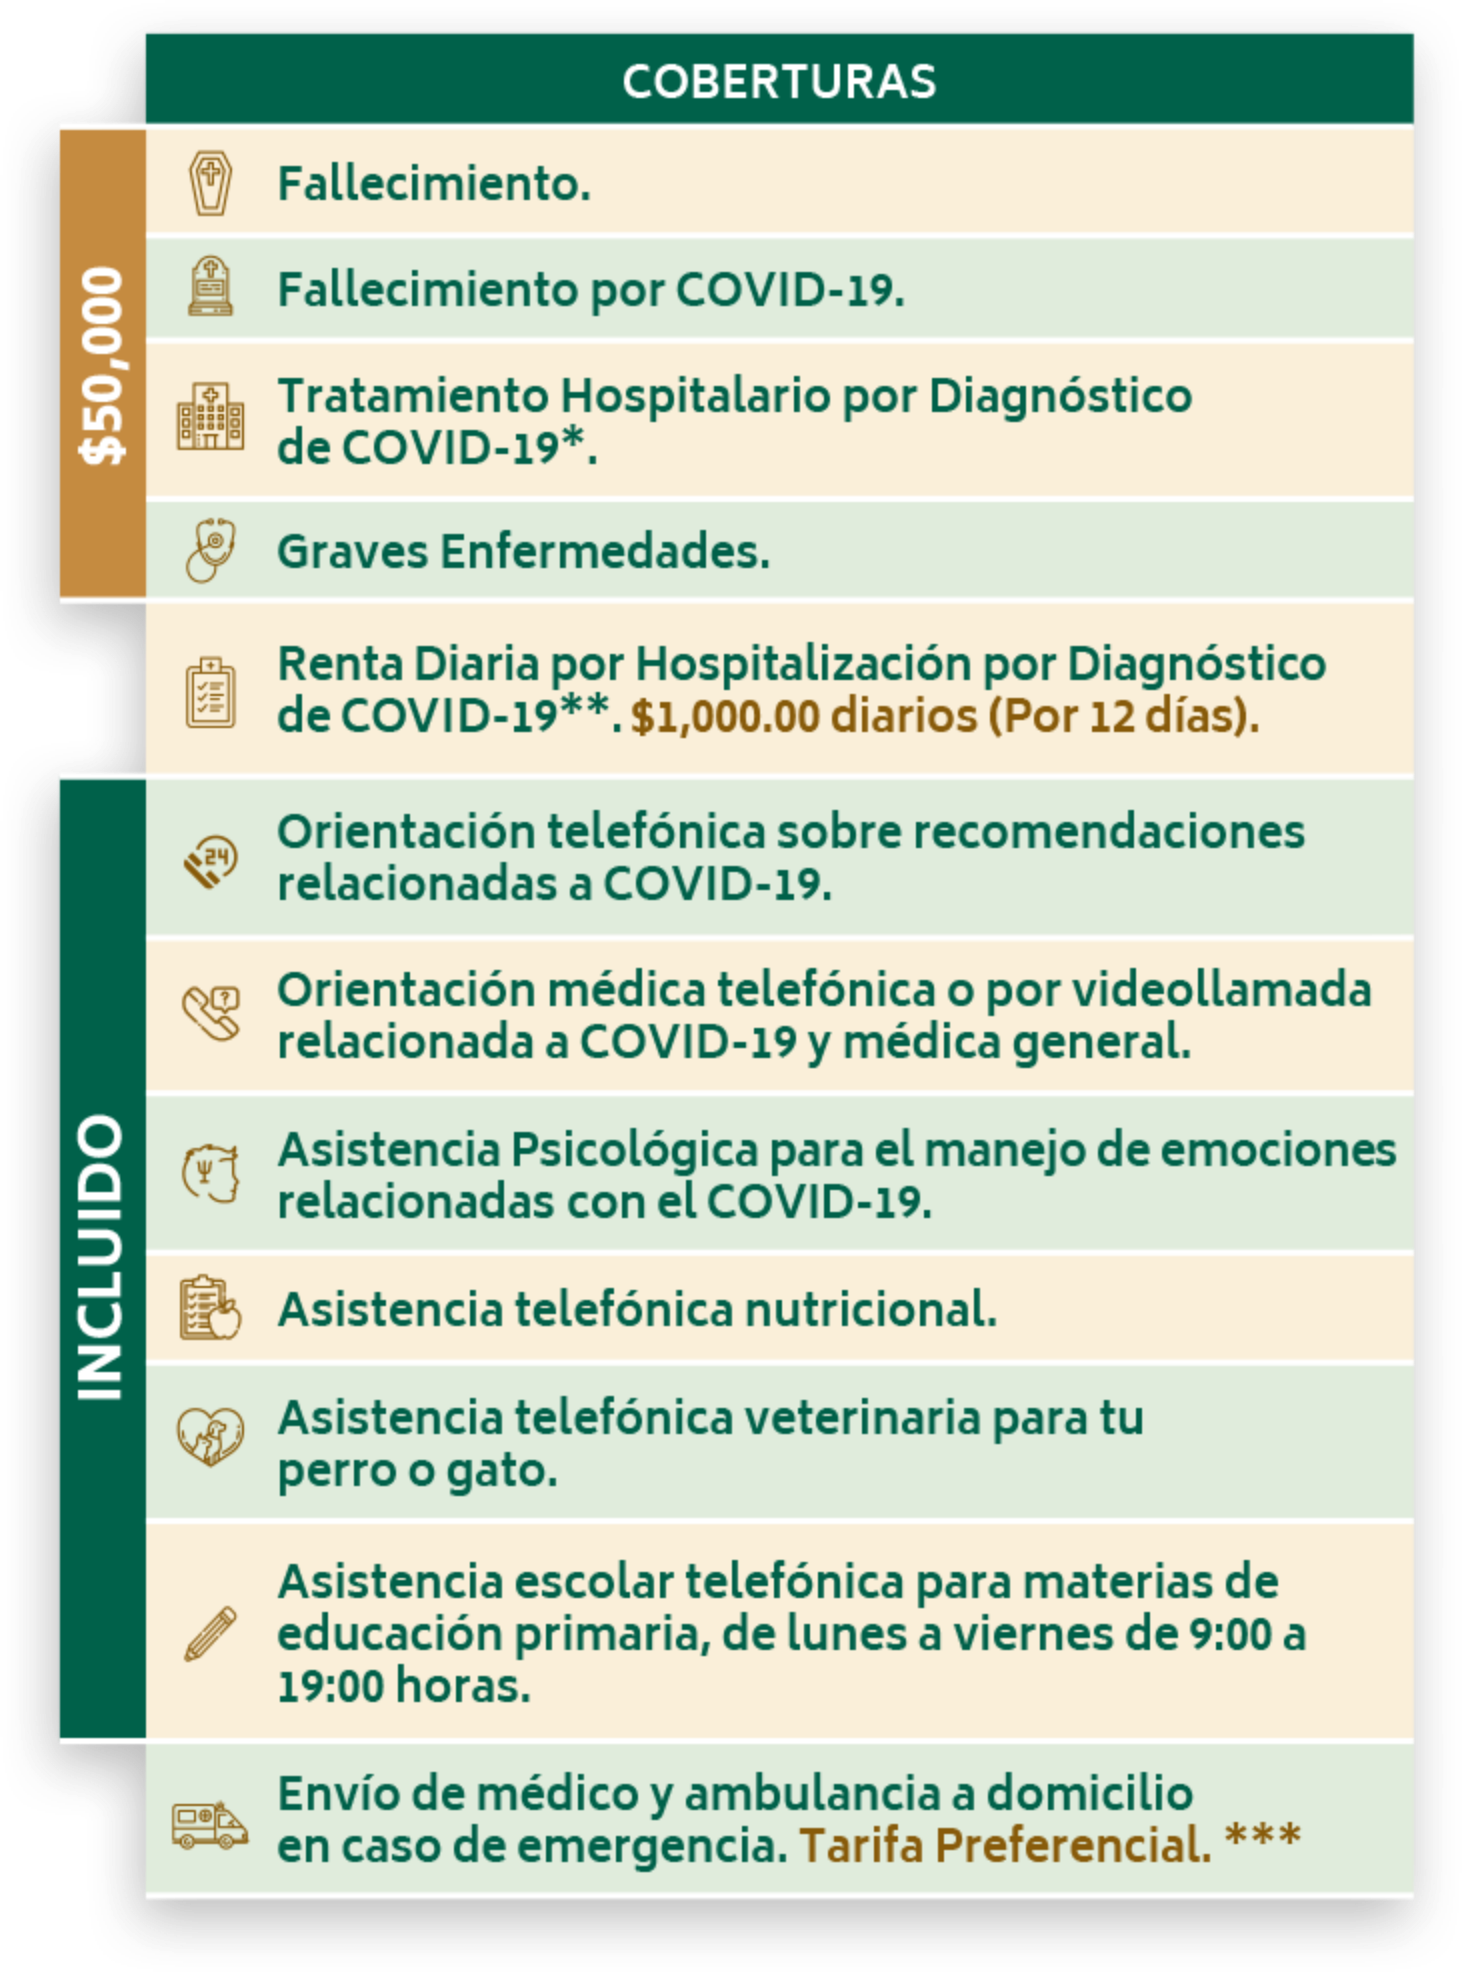 COBERTURAS
$50,000
Fallecimiento.
Fallecimiento por COVID-19.
Tratamiento Hospitalario por Diagnóstico
de COVID-19*.
Graves Enfermedades.
Renta Diaria por Hospitalización por Diagnóstico
de COVID-19**. $1,000.00 diarios (Por 12 días).
INCLUIDO
24
Orientación telefónica sobre recomendaciones
relacionadas a COVID-19.
?
Orientación médica telefónica o por videollamada
relacionada a COVID-19 y médica general.
Asistencia Psicológica para el manejo de emociones
relacionadas con el COVID-19.
Asistencia telefónica nutricional.
Asistencia telefónica veterinaria para tu
perro o gato.
Asistencia escolar telefónica para materias de
educación primaria, de lunes a viernes de 9:00 a
19:00 horas.
Envío de médico y ambulancia a domicilio
en caso de emergencia. Tarifa Preferencial. ***